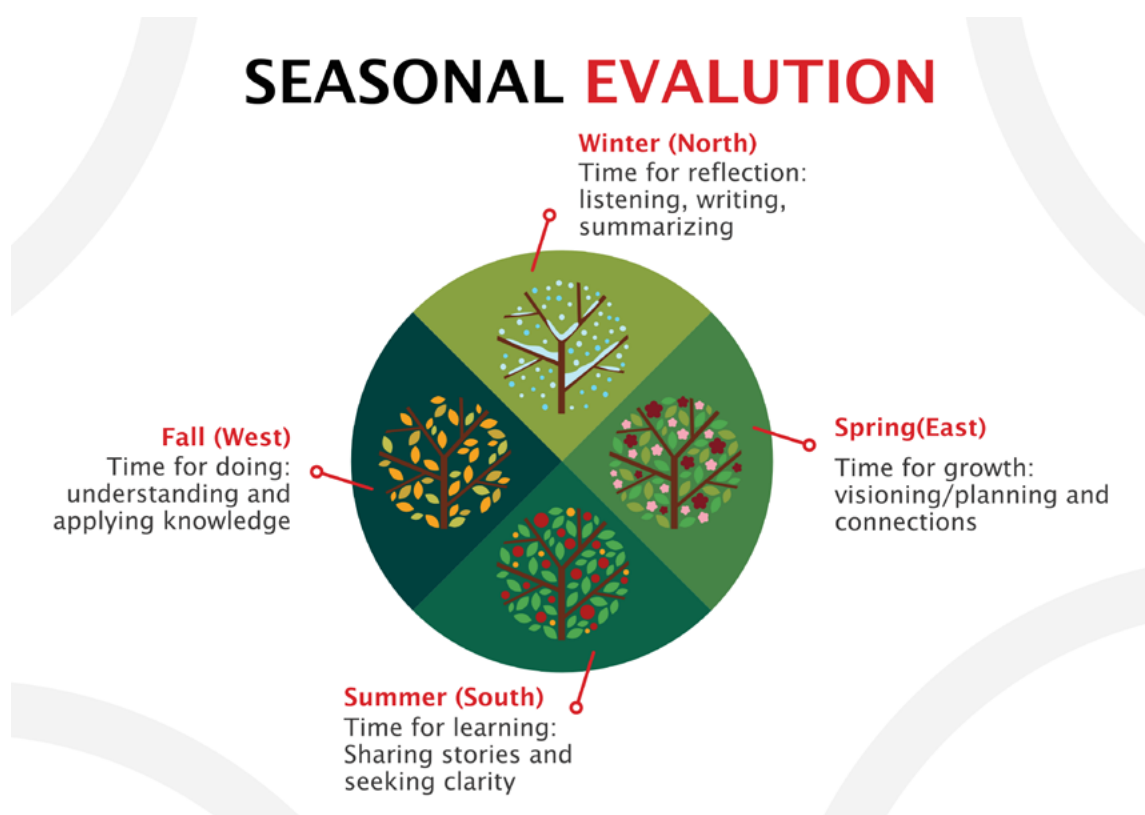 SEASONAL EVALUTION
Winter (North)
Time for reflection:
listening, writing,
summarizing
Spring(East)
Time for growth:
visioning/planning and
connections
Summer (South)
Time for learning:
Sharing stories and
seeking clarity
Fall (West)
Time for doing:
understanding and
applying knowledge